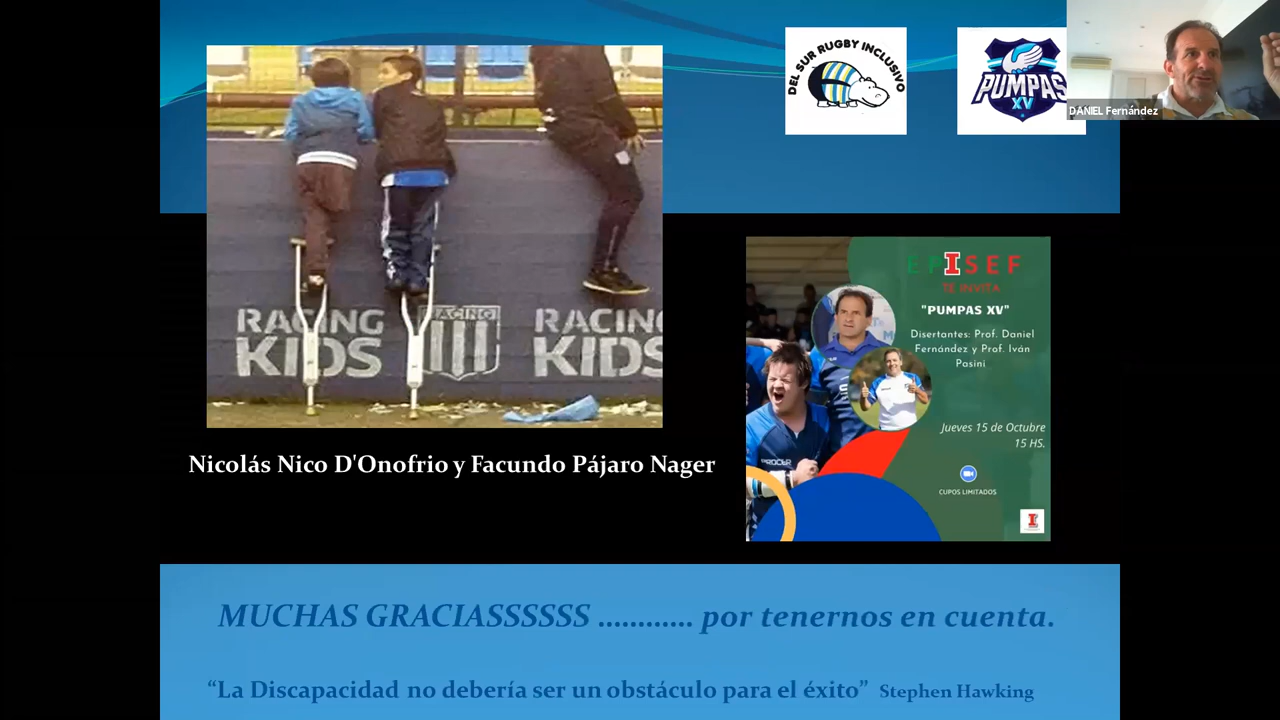 DEL SUR RUGBY INCLUSIVO
PUMPAS
XV
DANIEL Fernández
RACING
KIDS
RACING
RACING
KIDS
EFISEF
TE INVITA
"PUMPAS XV"
Disertantes: Prof. Daniel
Fernández y Prof. Iván
Pasini
Jueves 15 de Octubre
15 HS.
CUPOS LIMITADOS
Nicolás Nico D'Onofrio y Facundo Pájaro Nager
MUCHAS GRACIASSSSSS ............ por tenernos en cuenta.
“La Discapacidad no debería ser un obstáculo para el éxito” Stephen Hawking